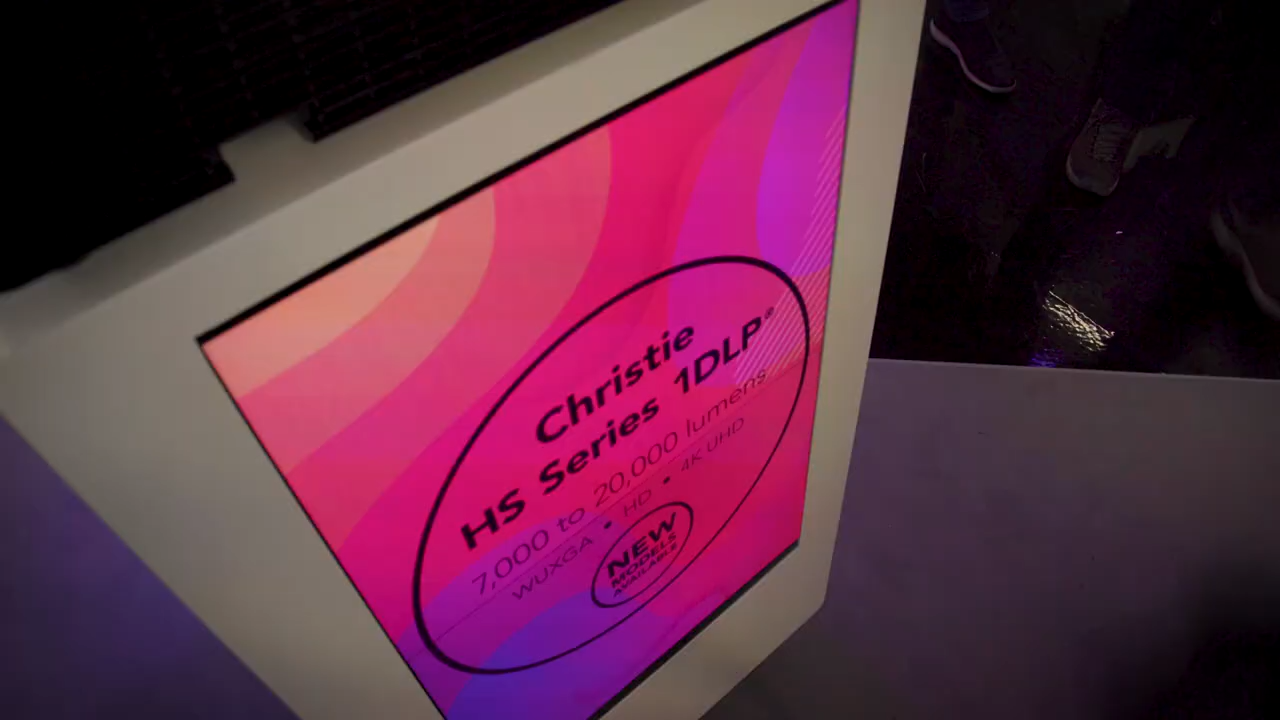 Christie
HS Series 1DLP®
7,000 to 20,000 lumens
WUXGA • HD • 4K UHD
NEW
MODELS
AVAILABLE